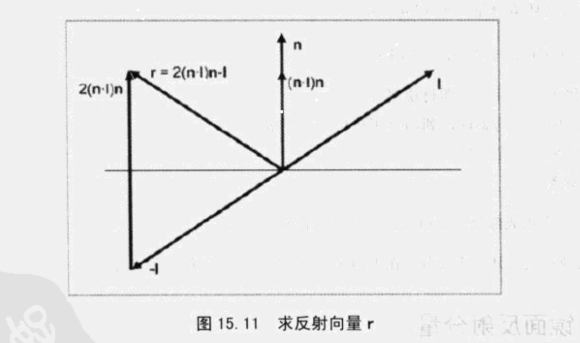 n
r = 2(n·l)n-l
(n·l)n
l
2(n·l)n
-l
图 15.11 求反射向量 r